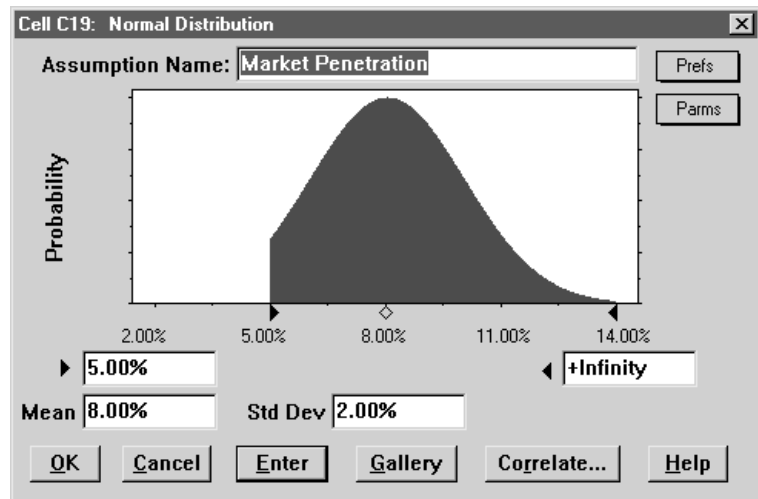 Cell C19: Normal Distribution
Assumption Name: Market Penetration
Prefs
Parms
Probability
2.00% 5.00% 8.00% 11.00% 14.00%
5.00% +Infinity
Mean 8.00% Std Dev 2.00%
OK Cancel Enter Gallery Correlate... Help